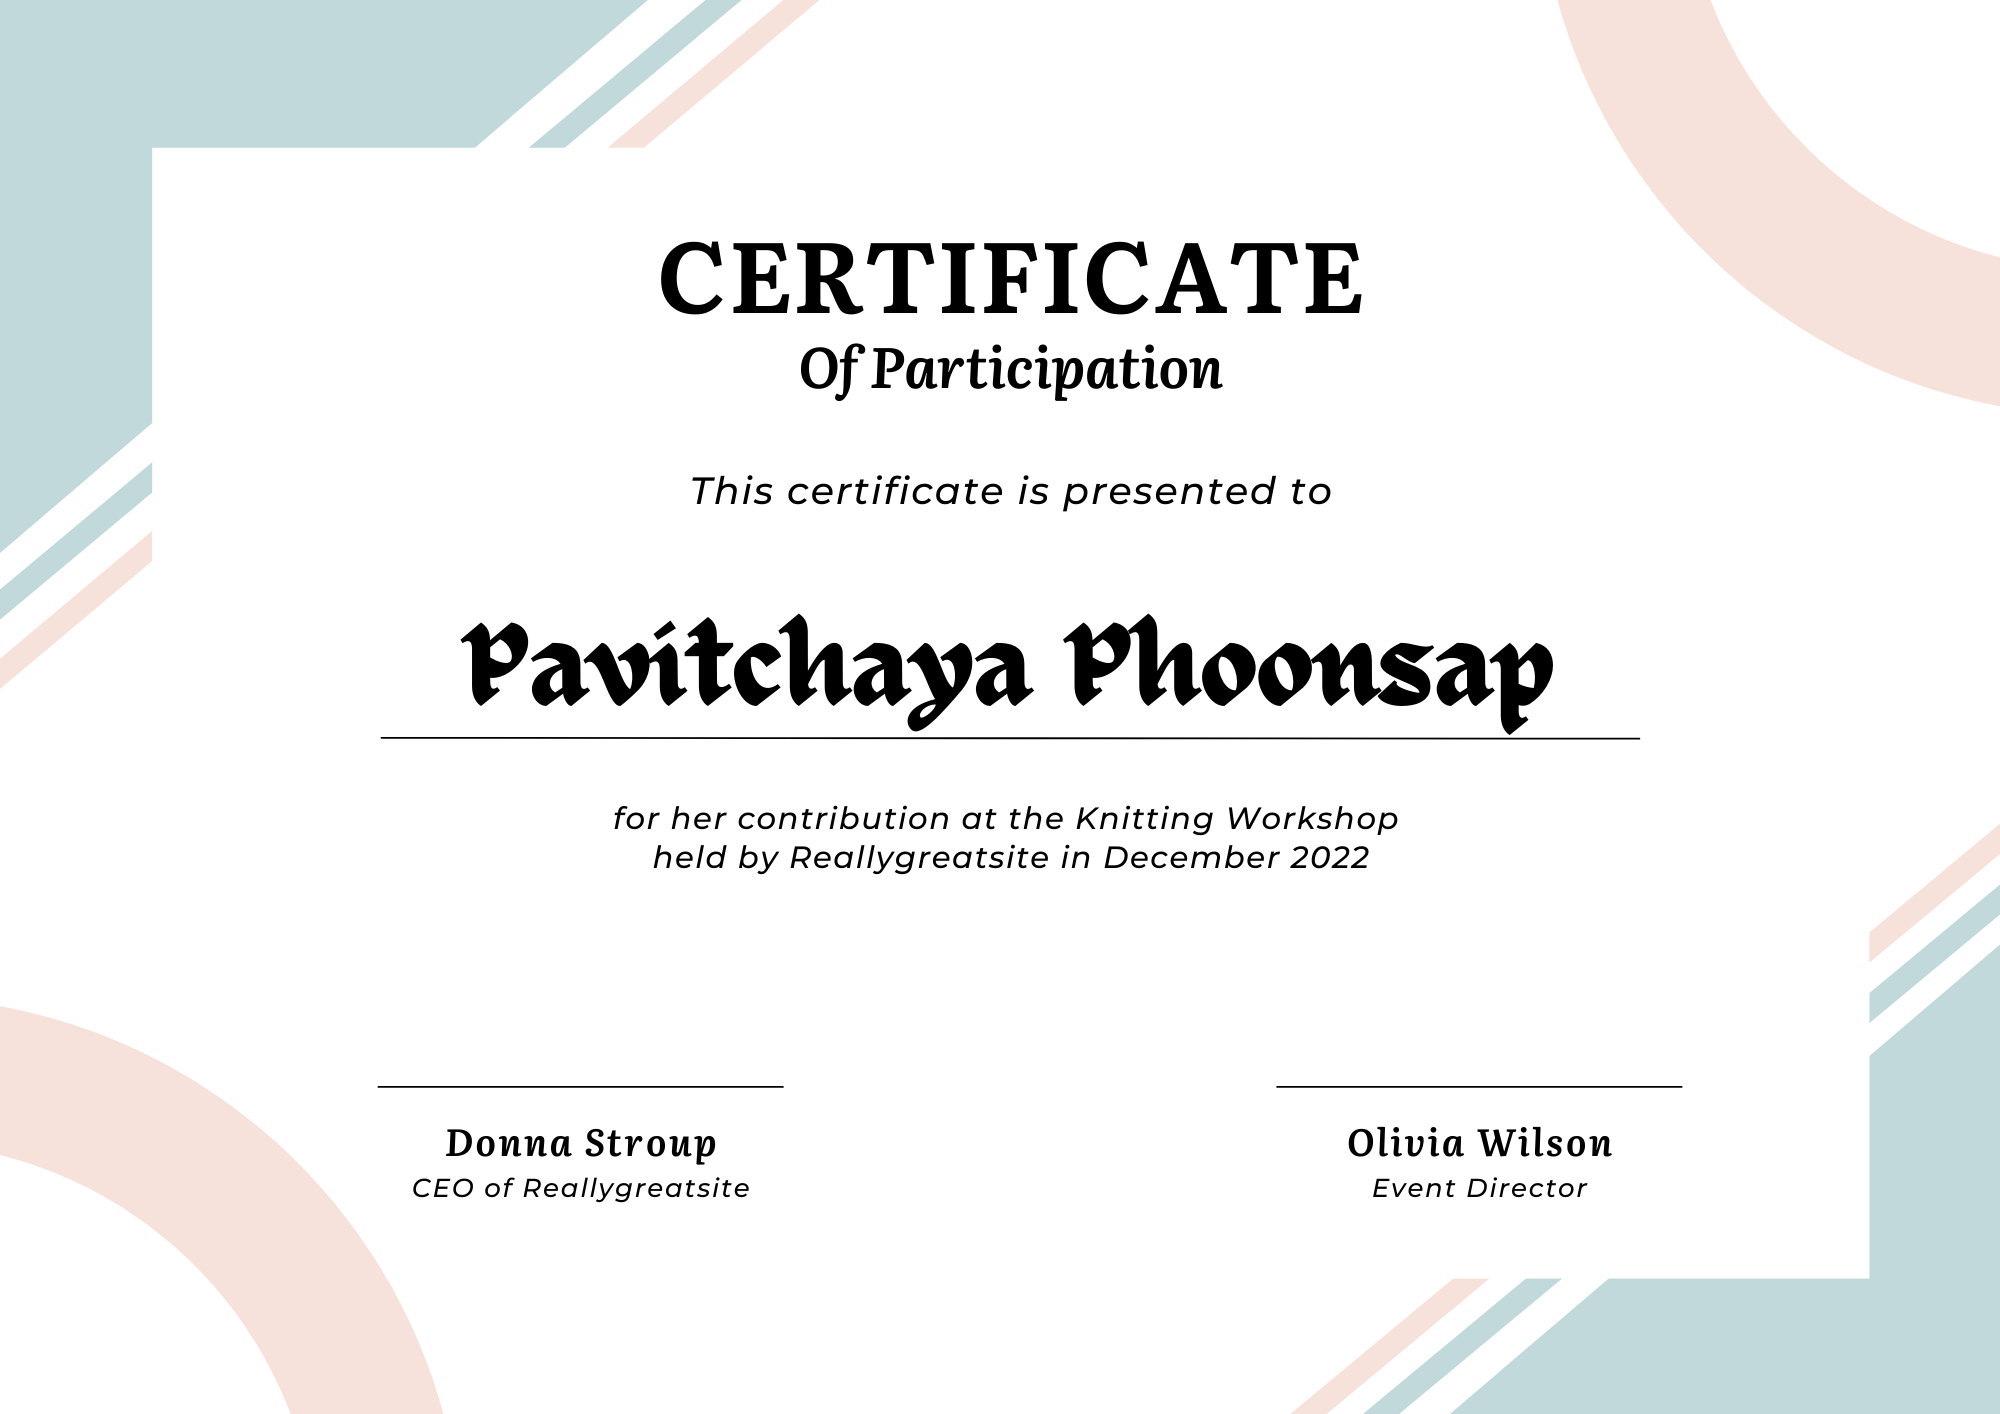 CERTIFICATE
Of Participation
This certificate is presented to
Pavitchaya Phoonsap
for her contribution at the Knitting Workshop
held by Reallygreatsite in December 2022
Donna Stroup
CEO of Reallygreatsite
Olivia Wilson
Event Director